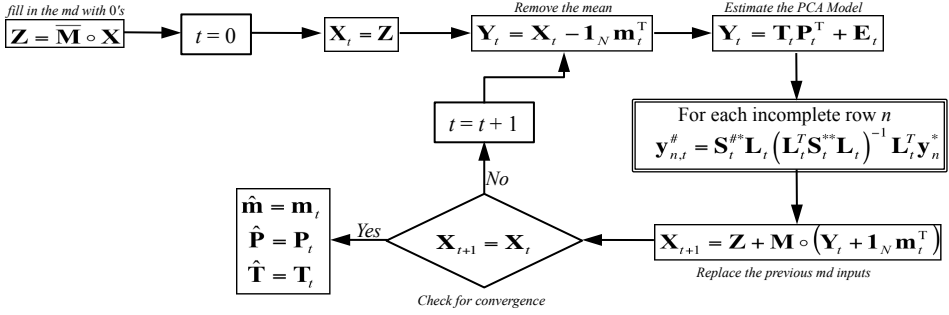 fill in the md with 0's
Z = M̅ ∘ X
t = 0
X_t = Z
Remove the mean
Y_t = X_t − 1_N m_t^T
Estimate the PCA Model
Y_t = T_t P_t^T + E_t
For each incomplete row n
y_{n,t}^# = S_t^{#*} L_t (L_t^T S_t^{**} L_t)^{−1} L_t^T y_n^*
X_{t+1} = Z + M ∘ (Y_t + 1_N m_t^T)
Replace the previous md inputs
X_{t+1} = X_t
Check for convergence
No
t = t + 1
Yes
m̂ = m_t
P̂ = P_t
T̂ = T_t